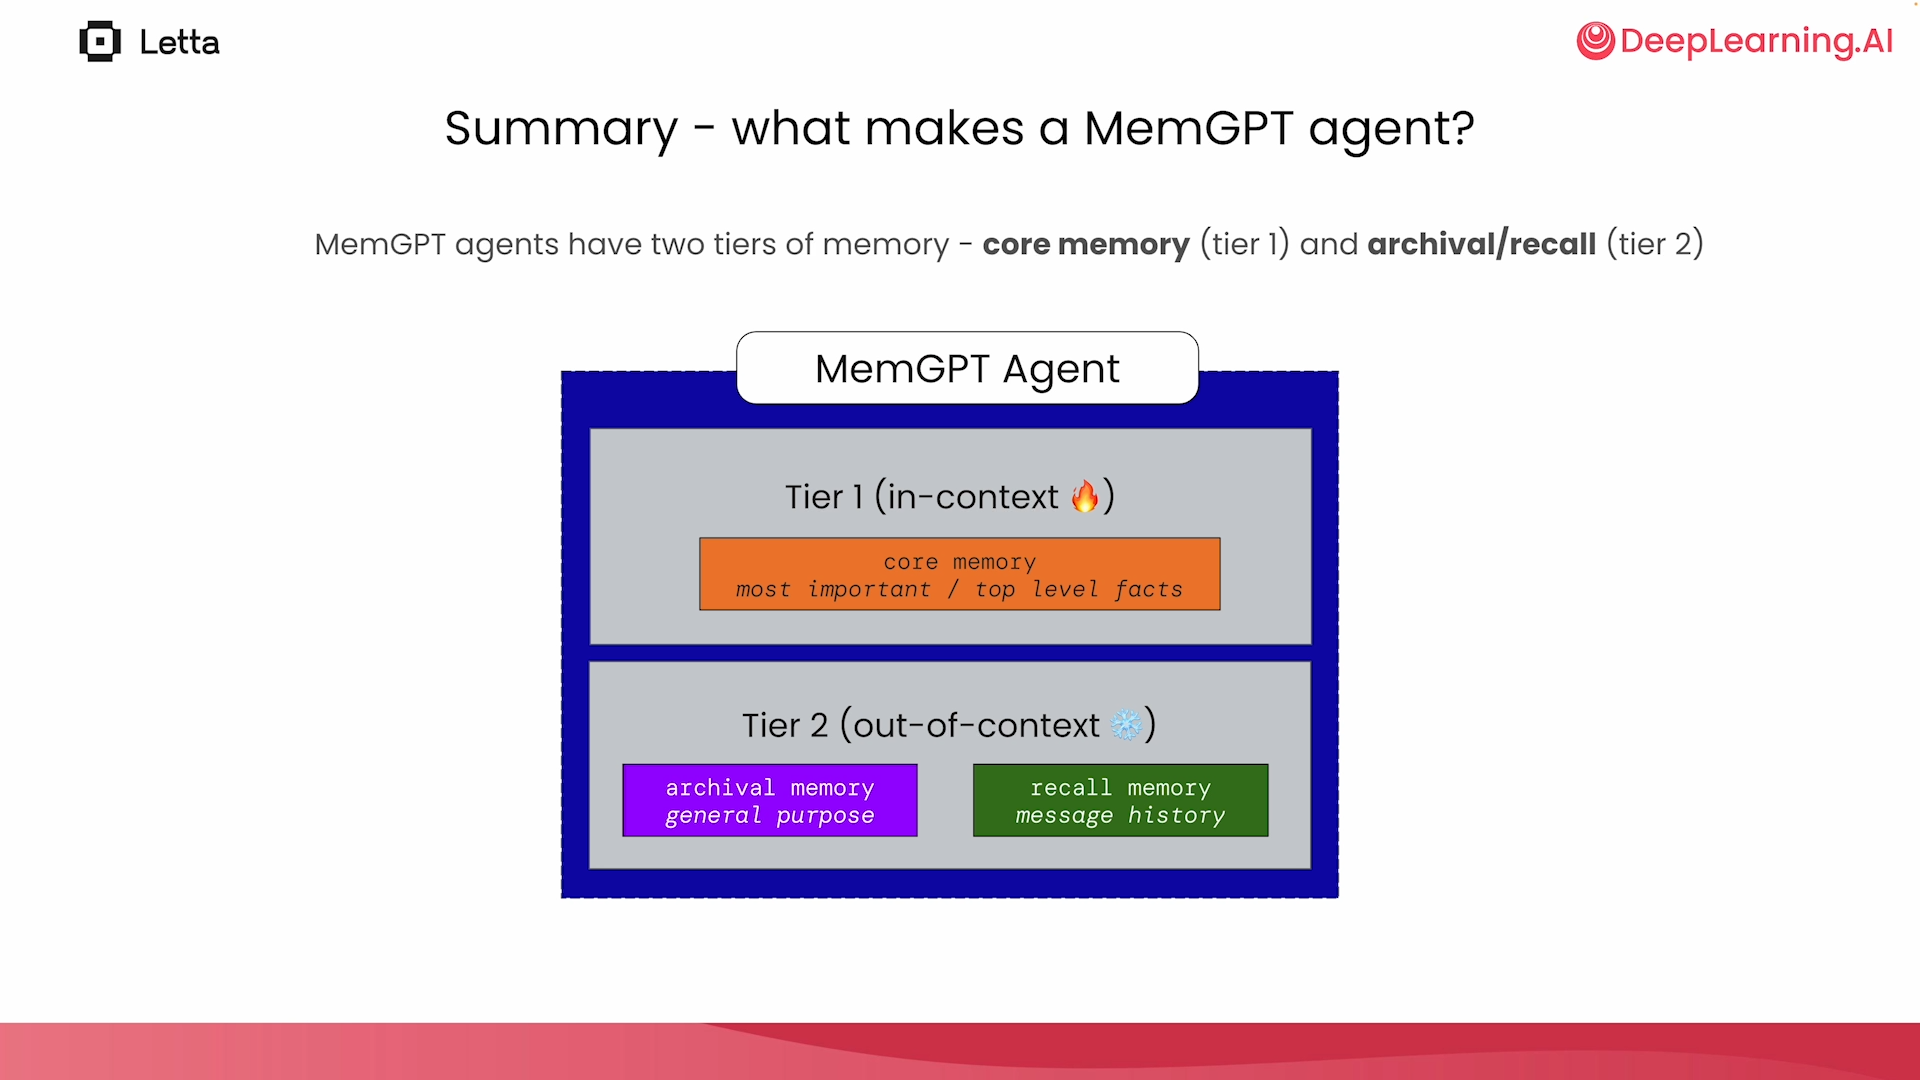 Letta
DeepLearning.AI
Summary - what makes a MemGPT agent?
MemGPT agents have two tiers of memory - core memory (tier 1) and archival/recall (tier 2)
MemGPT Agent
Tier 1 (in-context 🔥)
core memory
most important / top level facts
Tier 2 (out-of-context ❄️)
archival memory
general purpose
recall memory
message history